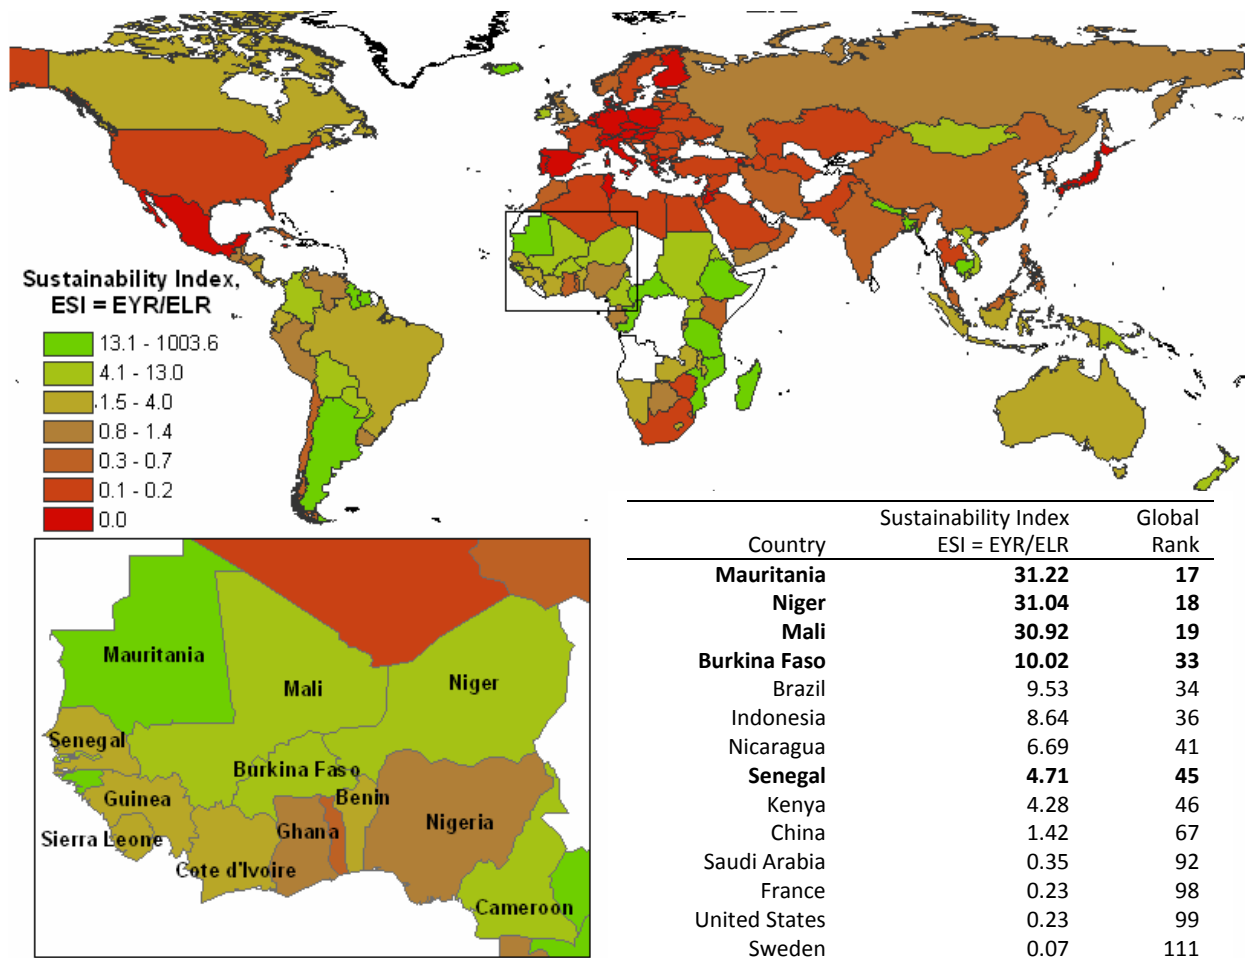 Sustainability Index,
ESI = EYR/ELR
13.1 - 1003.6
4.1 - 13.0
1.5 - 4.0
0.8 - 1.4
0.3 - 0.7
0.1 - 0.2
0.0
Mauritania
Mali
Niger
Senegal
Burkina Faso
Guinea
Benin
Ghana
Nigeria
Sierra Leone
Cote d'Ivoire
Cameroon
Sustainability Index Global
Country ESI = EYR/ELR Rank
Mauritania 31.22 17
Niger 31.04 18
Mali 30.92 19
Burkina Faso 10.02 33
Brazil 9.53 34
Indonesia 8.64 36
Nicaragua 6.69 41
Senegal 4.71 45
Kenya 4.28 46
China 1.42 67
Saudi Arabia 0.35 92
France 0.23 98
United States 0.23 99
Sweden 0.07 111